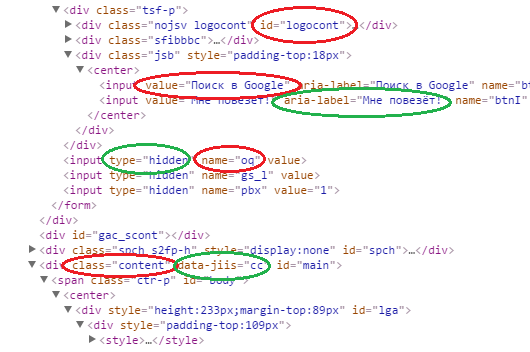 <div class="tsf-p">
<div class="nojsv logocont" id="logocont">…</div>
<div class="sfibbbc">…</div>
<div class="jsb" style="padding-top:18px">
<center>
<input value="Поиск в Google" aria-label="Поиск в Google" name="bt
<input value="Мне повезёт!" aria-label="Мне повезёт!" name="btnI"
</center>
</div>
</div>
<input type="hidden" name="oq" value>
<input type="hidden" name="gs_l" value>
<input type="hidden" name="pbx" value="1">
</form>
</div>
<div id="gac_scont"></div>
<div class="spch s2fp-h" style="display:none" id="spch">…</div>
<div class="content" data-jiis="cc" id="main">
<span class="ctr-p" id="body">
<center>
<div style="height:233px;margin-top:89px" id="lga">
<div style="padding-top:109px">
<style>…</style>